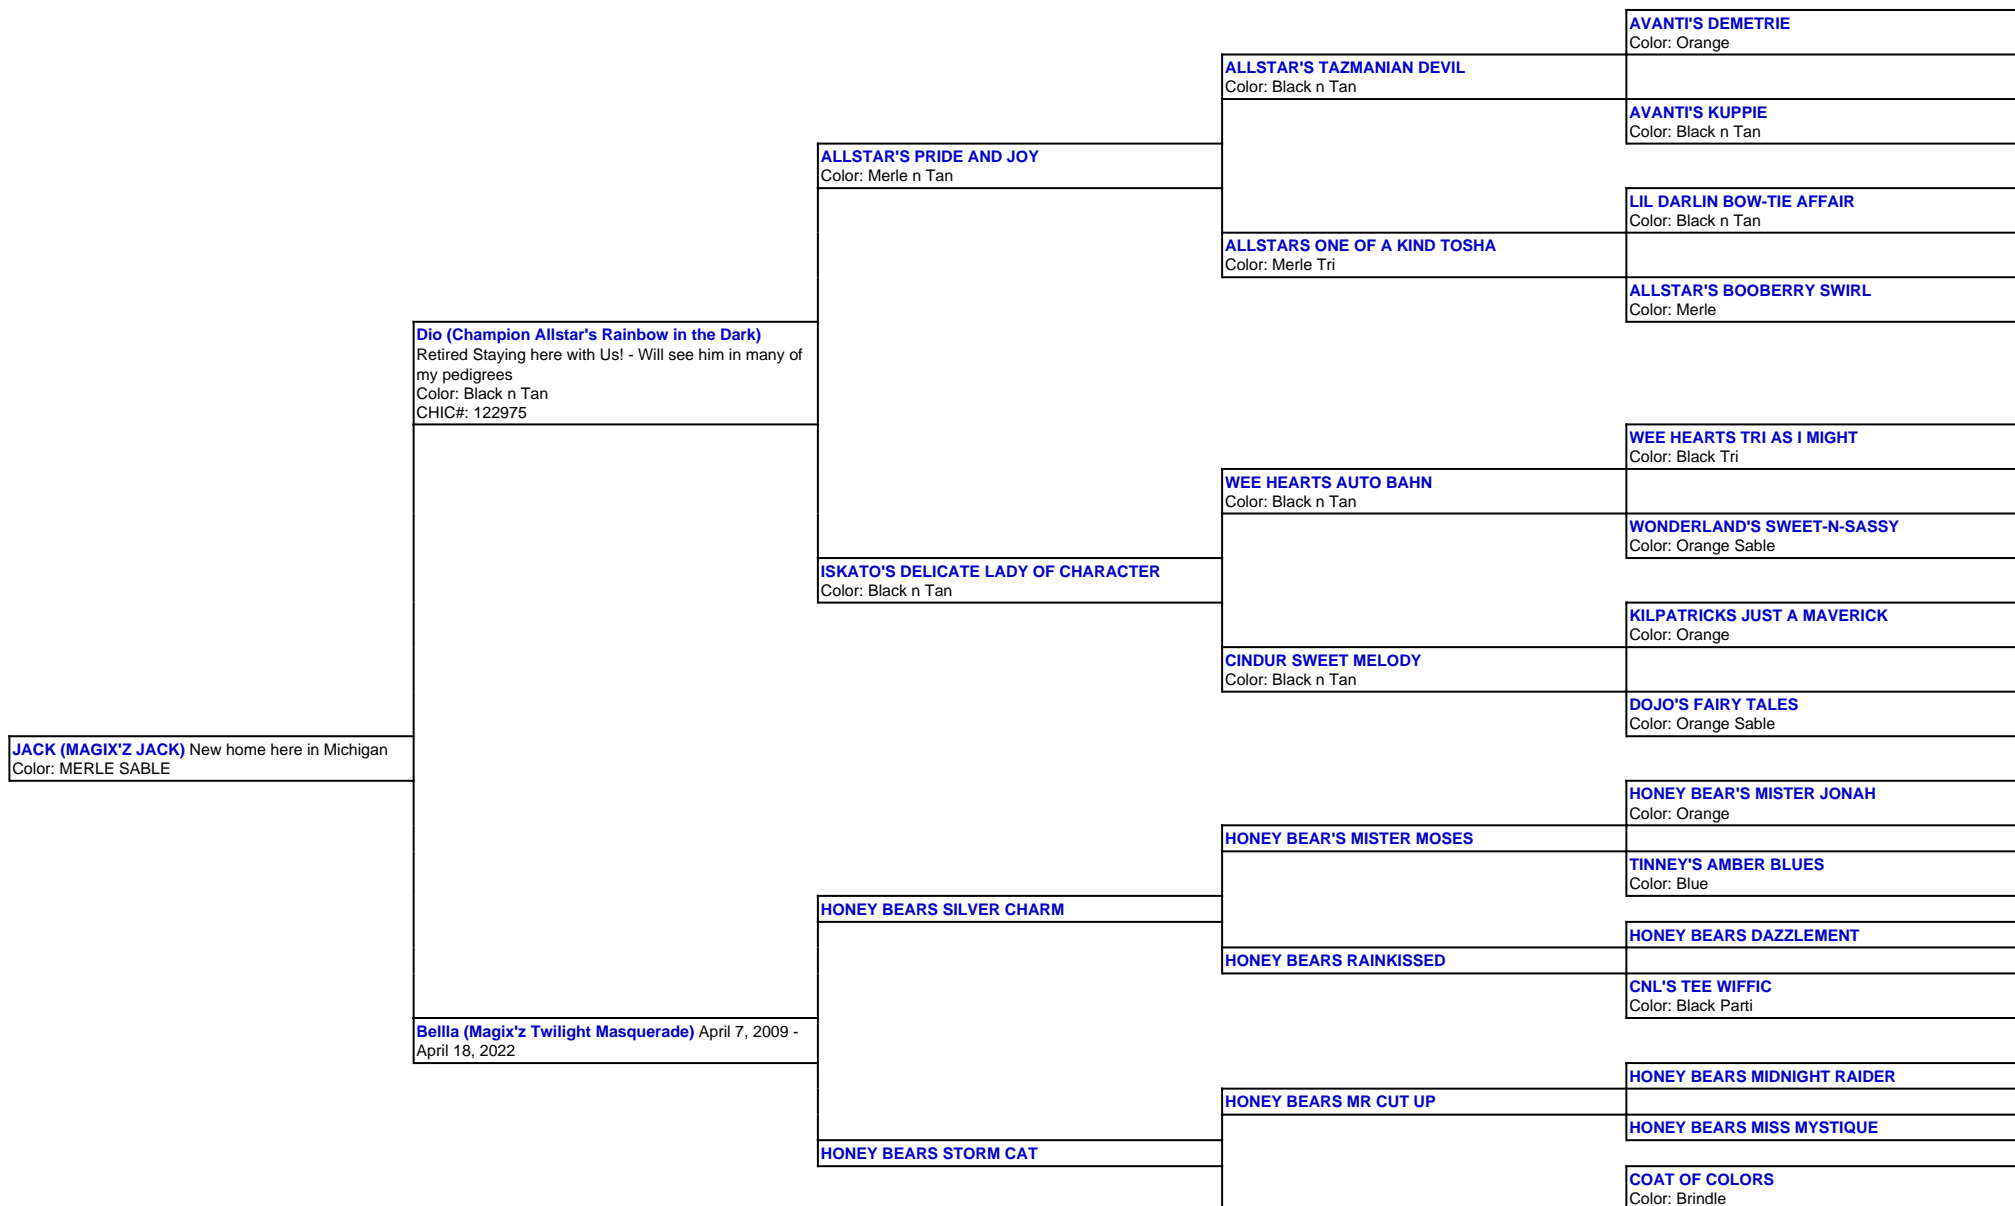 AVANTI'S DEMETRIE
Color: Orange
ALLSTAR'S TAZMANIAN DEVIL
Color: Black n Tan
AVANTI'S KUPPIE
Color: Black n Tan
ALLSTAR'S PRIDE AND JOY
Color: Merle n Tan
LIL DARLIN BOW-TIE AFFAIR
Color: Black n Tan
ALLSTARS ONE OF A KIND TOSHA
Color: Merle Tri
ALLSTAR'S BOOBERRY SWIRL
Color: Merle
Dio (Champion Allstar's Rainbow in the Dark)
Retired Staying here with Us! - Will see him in many of
my pedigrees
Color: Black n Tan
CHIC#: 122975
WEE HEARTS TRI AS I MIGHT
Color: Black Tri
WEE HEARTS AUTO BAHN
Color: Black n Tan
WONDERLAND'S SWEET-N-SASSY
Color: Orange Sable
ISKATO'S DELICATE LADY OF CHARACTER
Color: Black n Tan
KILPATRICKS JUST A MAVERICK
Color: Orange
CINDUR SWEET MELODY
Color: Black n Tan
DOJO'S FAIRY TALES
Color: Orange Sable
JACK (MAGIX'Z JACK) New home here in Michigan
Color: MERLE SABLE
HONEY BEAR'S MISTER JONAH
Color: Orange
HONEY BEAR'S MISTER MOSES
TINNEY'S AMBER BLUES
Color: Blue
HONEY BEARS SILVER CHARM
HONEY BEARS DAZZLEMENT
HONEY BEARS RAINKISSED
CNL'S TEE WIFFIC
Color: Black Parti
Bellla (Magix'z Twilight Masquerade) April 7, 2009 -
April 18, 2022
HONEY BEARS MIDNIGHT RAIDER
HONEY BEARS MR CUT UP
HONEY BEARS MISS MYSTIQUE
HONEY BEARS STORM CAT
COAT OF COLORS
Color: Brindle